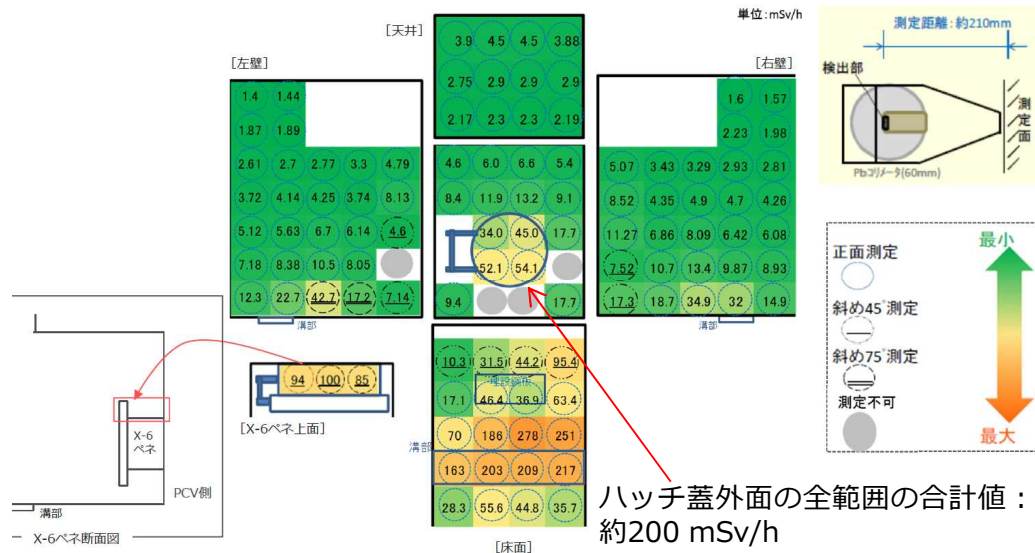 単位:mSv/h
[天井]
3.9 4.5 4.5 3.88
2.75 2.9 2.9 2.9
2.17 2.3 2.3 2.19
[左壁]
1.4 1.44
1.87 1.89
2.61 2.7 2.77 3.3 4.79
3.72 4.14 4.25 3.74 8.13
5.12 5.63 6.7 6.14 4.6
7.18 8.38 10.5 8.05
12.3 22.7 42.7 17.2 7.14
溝部
4.6 6.0 6.6 5.4
8.4 11.9 13.2 9.1
34.0 45.0 17.7
52.1 54.1
9.4 17.7
[右壁]
1.6 1.57
2.23 1.98
5.07 3.43 3.29 2.93 2.81
8.52 4.35 4.9 4.7 4.26
11.27 6.86 8.09 6.42 6.08
7.52 10.7 13.4 9.87 8.93
17.3 18.7 34.9 32 14.9
溝部
測定距離:約210mm
検出部
測定面
Pbコリメータ(60mm)
正面測定
斜め45°測定
斜め75°測定
測定不可
最小
最大
94 100 85
[X-6ペネ上面]
X-6
ペネ
PCV側
溝部
X-6ペネ断面図
10.3 31.5 44.2 95.4
埋設鋼板
17.1 46.4 36.9 63.4
70 186 278 251
溝部
163 203 209 217
28.3 55.6 44.8 35.7
[床面]
ハッチ蓋外面の全範囲の合計値：
約200 mSv/h